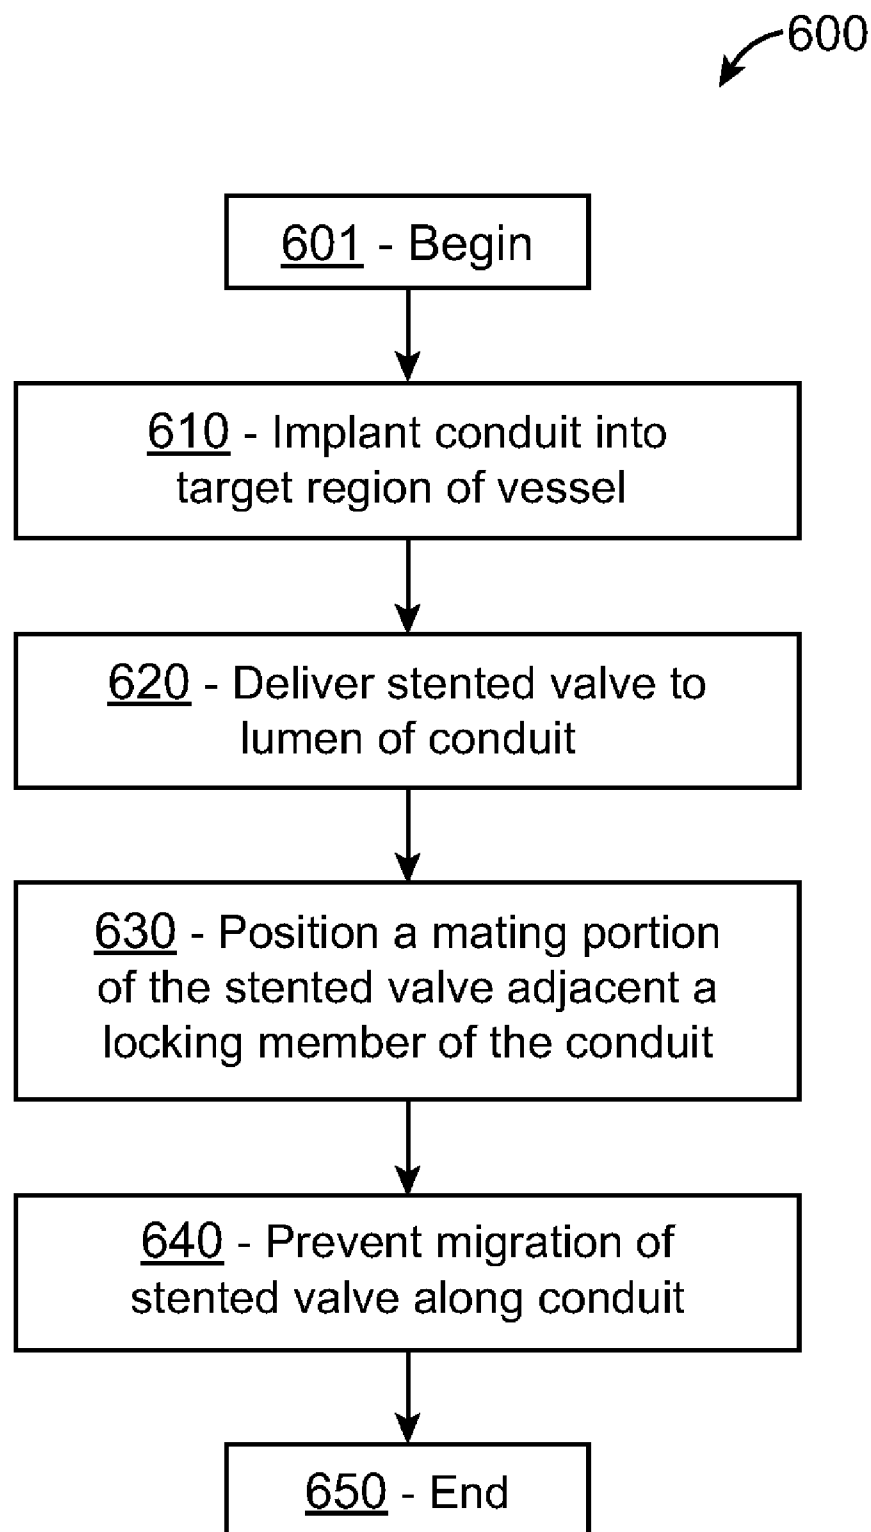 600
601 - Begin
610 - Implant conduit into
target region of vessel
620 - Deliver stented valve to
lumen of conduit
630 - Position a mating portion
of the stented valve adjacent a
locking member of the conduit
640 - Prevent migration of
stented valve along conduit
650 - End